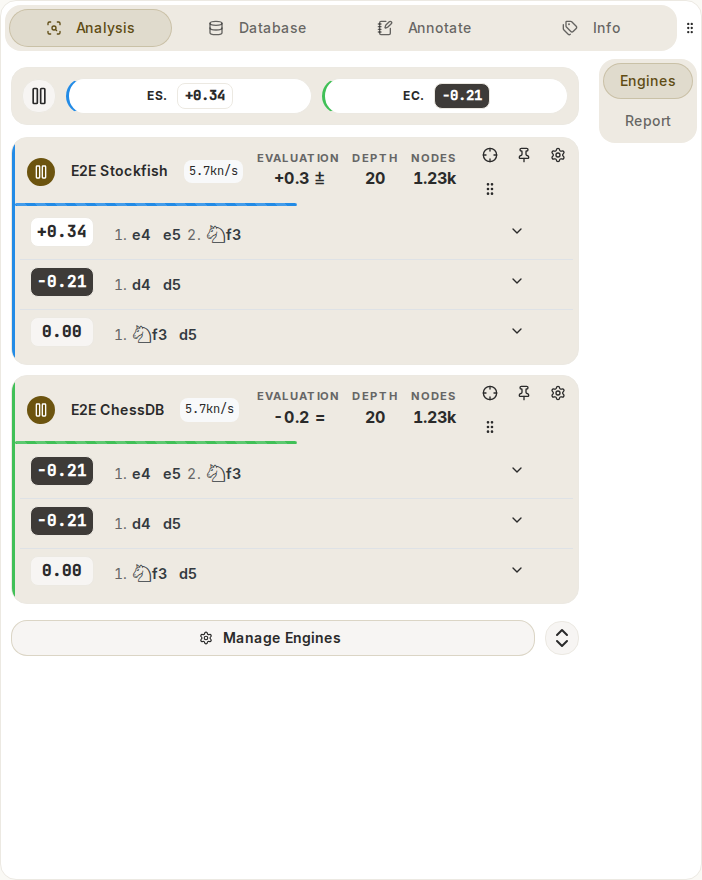 Analysis Database Annotate Info
ES. +0.34 EC. -0.21
Engines
Report
E2E Stockfish 5.7kn/s EVALUATION +0.3 ± DEPTH 20 NODES 1.23k
+0.34 1. e4 e5 2. ♘f3
-0.21 1. d4 d5
0.00 1. ♘f3 d5
E2E ChessDB 5.7kn/s EVALUATION -0.2 = DEPTH 20 NODES 1.23k
-0.21 1. e4 e5 2. ♘f3
-0.21 1. d4 d5
0.00 1. ♘f3 d5
Manage Engines